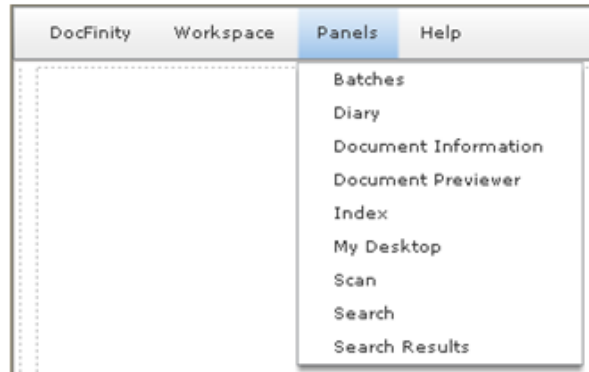 DocFinity Workspace Panels Help
Batches
Diary
Document Information
Document Previewer
Index
My Desktop
Scan
Search
Search Results